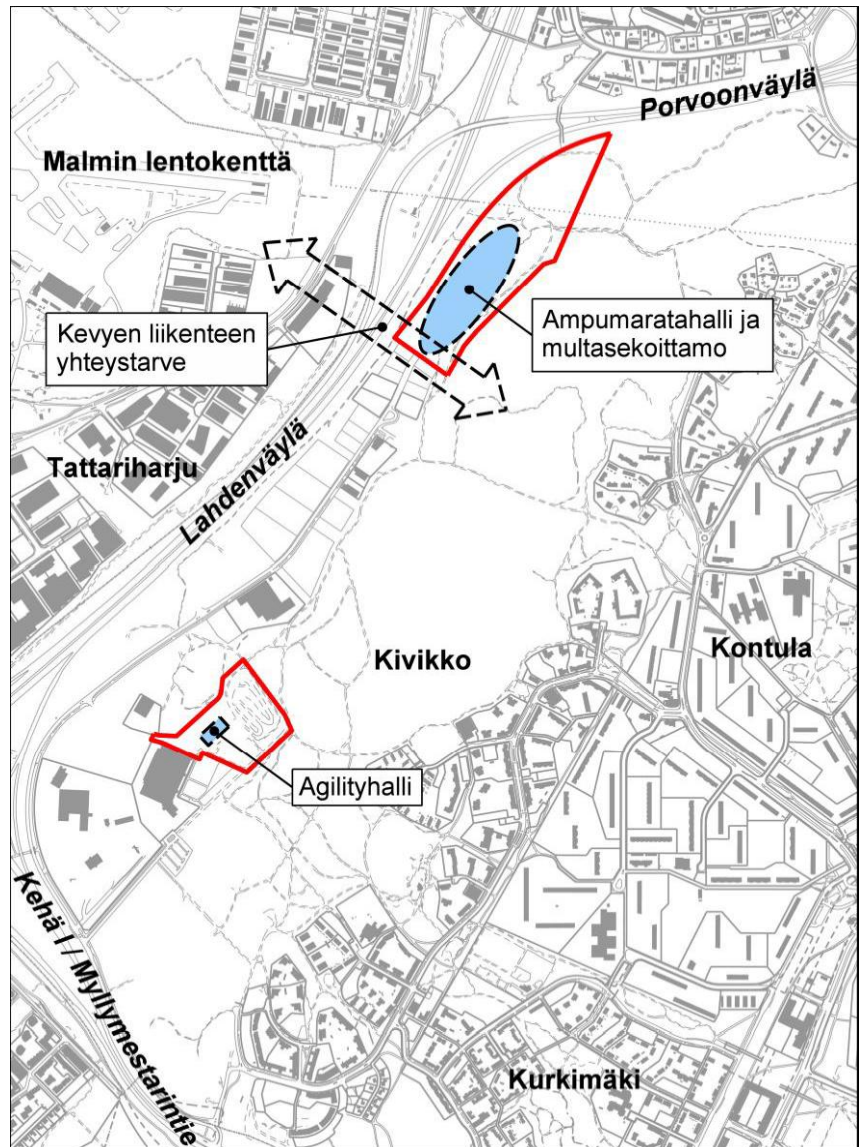 Porvoonväylä
Malmin lentokenttä
Kevyen liikenteen
yhteystarve
Ampumaratahalli ja
multasekoittamo
Tattariharju
Lahdenväylä
Kivikko
Kontula
Agilityhalli
Kehä I / Myllymestarintie
Kurkimäki